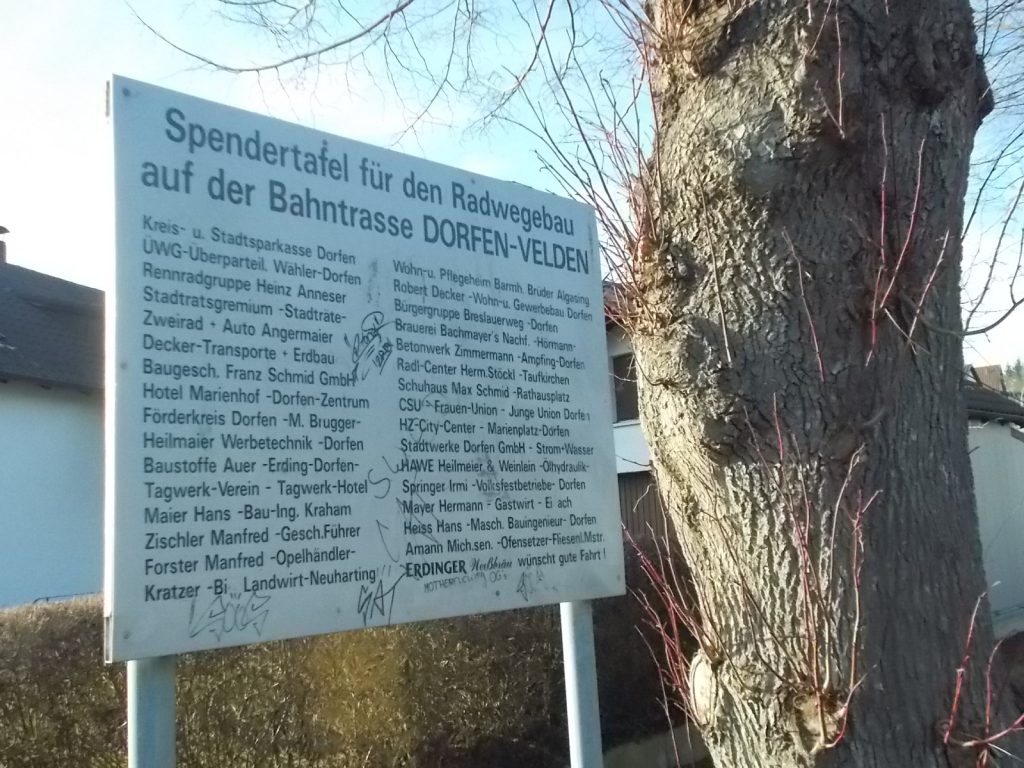 Spendertafel für den Radwegebau
auf der Bahntrasse DORFEN-VELDEN
Kreis- u. Stadtsparkasse Dorfen
ÜWG-Überparteil. Wähler-Dorfen
Rennradgruppe Heinz Anneser
Stadtratsgremium -Stadträte-
Zweirad + Auto Angermaier
Decker-Transporte + Erdbau
Baugesch. Franz Schmid GmbH
Hotel Marienhof -Dorfen-Zentrum
Förderkreis Dorfen -M. Brugger-
Heilmaier Werbetechnik -Dorfen
Baustoffe Auer -Erding-Dorfen-
Tagwerk-Verein - Tagwerk-Hotel
Maier Hans -Bau-Ing. Kraham
Zischler Manfred -Gesch.Führer
Forster Manfred -Opelhändler-
Kratzer -Bi Landwirt-Neuharting
Wohn-u. Pflegeheim Barmh. Brüder Algasing
Robert Decker -Wohn-u. Gewerbebau Dorfen
Bürgergruppe Breslauerweg -Dorfen
Brauerei Bachmayer's Nachf. -Hörmann-
Betonwerk Zimmermann -Ampfing-Dorfen
Radl-Center Herm.Stöckl -Taufkirchen
Schuhaus Max Schmid -Rathausplatz
CSU - Frauen-Union - Junge Union Dorfen
HZ-City-Center - Marienplatz-Dorfen
Stadtwerke Dorfen GmbH - Strom+Wasser
HAWE Heilmeier & Weinlein -Ölhydraulik-
Springer Irmi -Volksfestbetriebe- Dorfen
Mayer Hermann - Gastwirt -
Heiss Hans -Masch. Bauingenieur- Dorfen
Amann Mich.sen. -Ofensetzer-Fliesenl.Mstr.
ERDINGER Weißbräu wünscht gute Fahrt !